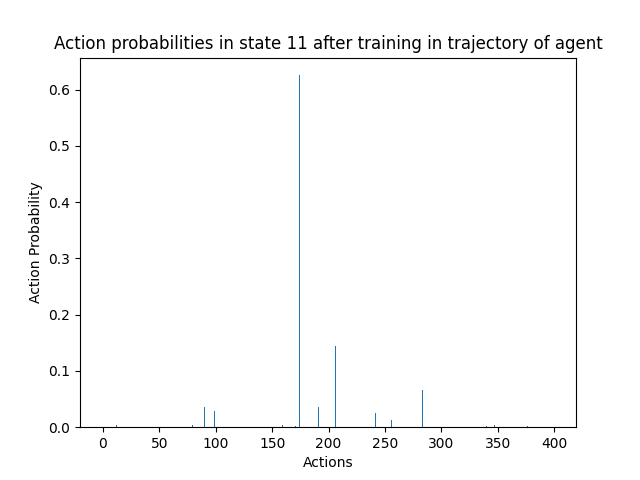 Action probabilities in state 11 after training in trajectory of agent
0.6
0.5
0.4
0.3
0.2
0.1
0.0
Action Probability
0 50 100 150 200 250 300 350 400
Actions